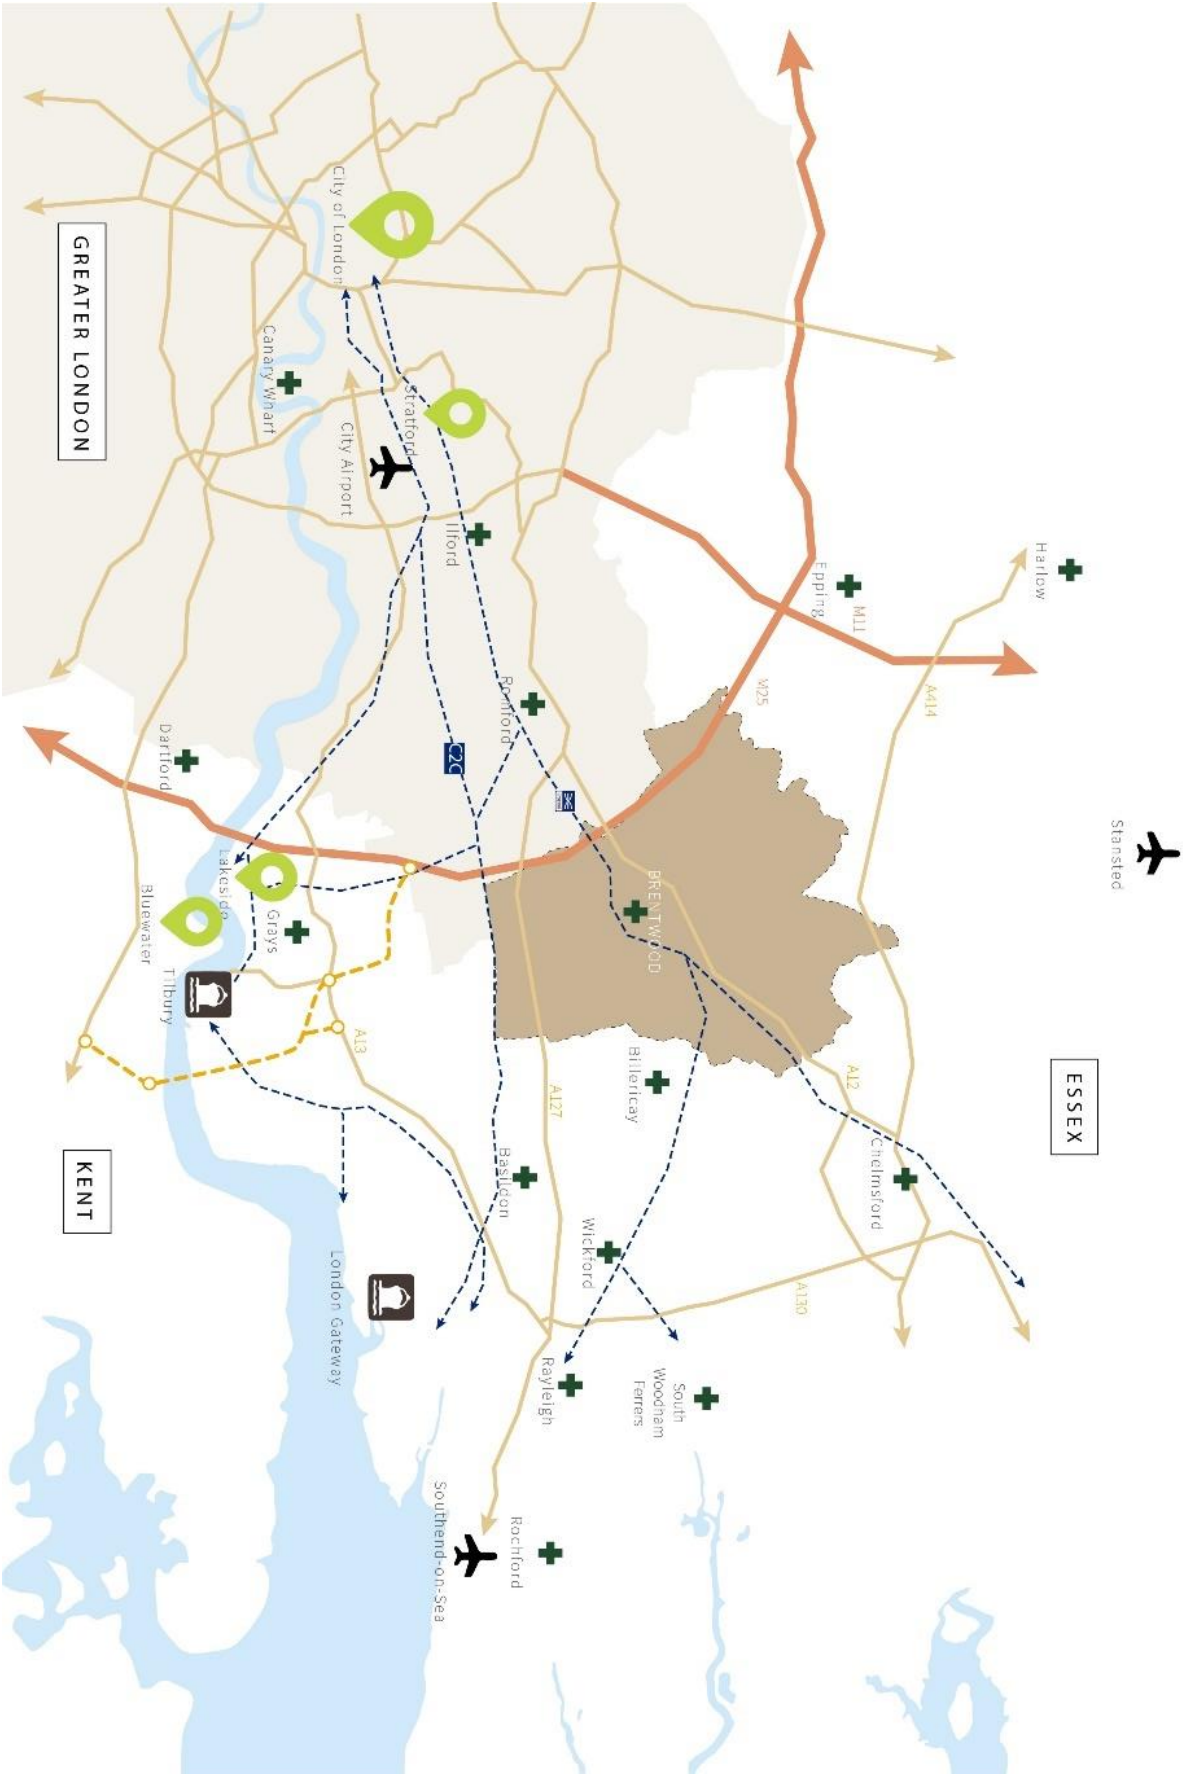 Stansted
Harlow
ESSEX
A414
Epping
M11
M25
Chelmsford
A12
A130
BRENTWOOD
Billericay
South
Woodham
Ferrers
Wickford
A127
Rayleigh
Romford
Basildon
Rochford
Ilford
C2C
Stratford
Southend-on-Sea
City of London
City Airport
A13
London Gateway
Canary Wharf
Grays
Lakeside
Dartford
Tilbury
Bluewater
GREATER LONDON
KENT